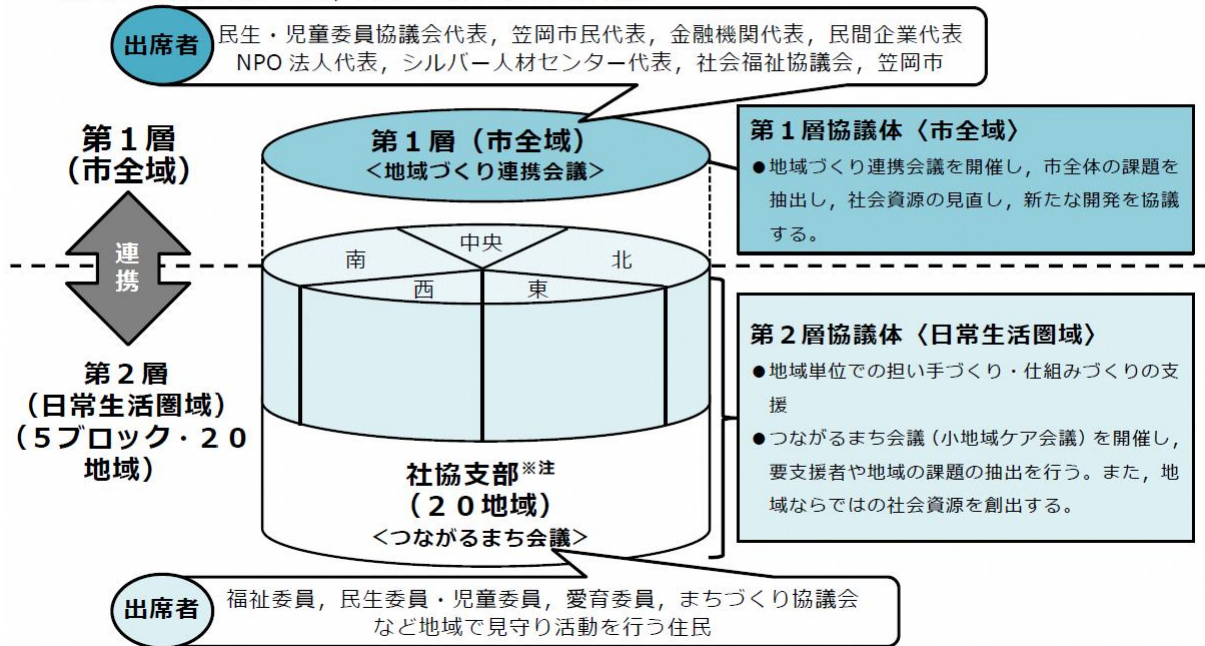 出席者
民生・児童委員協議会代表，笠岡市民代表，金融機関代表，民間企業代表
NPO 法人代表，シルバー人材センター代表，社会福祉協議会，笠岡市
第１層
（市全域）
連携
第２層
（日常生活圏域）
（５ブロック・２０
地域）
第１層（市全域）
＜地域づくり連携会議＞
中央
南
北
西
東
社協支部※注
（２０地域）
＜つながるまち会議＞
第１層協議体〈市全域〉
●地域づくり連携会議を開催し，市全体の課題を
抽出し，社会資源の見直し，新たな開発を協議
する。
第２層協議体〈日常生活圏域〉
●地域単位での担い手づくり・仕組みづくりの支
援
●つながるまち会議（小地域ケア会議）を開催し，
要支援者や地域の課題の抽出を行う。また，地
域ならではの社会資源を創出する。
出席者
福祉委員，民生委員・児童委員，愛育委員，まちづくり協議会
など地域で見守り活動を行う住民